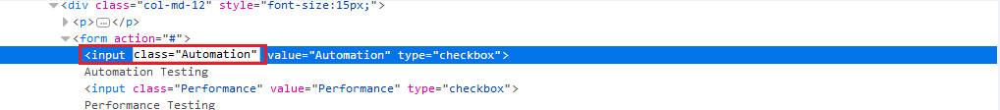 <div class="col-md-12" style="font-size:15px;">
<p>…</p>
<form action="#">
<input class="Automation" value="Automation" type="checkbox">
Automation Testing
<input class="Performance" value="Performance" type="checkbox">
Performance Testing